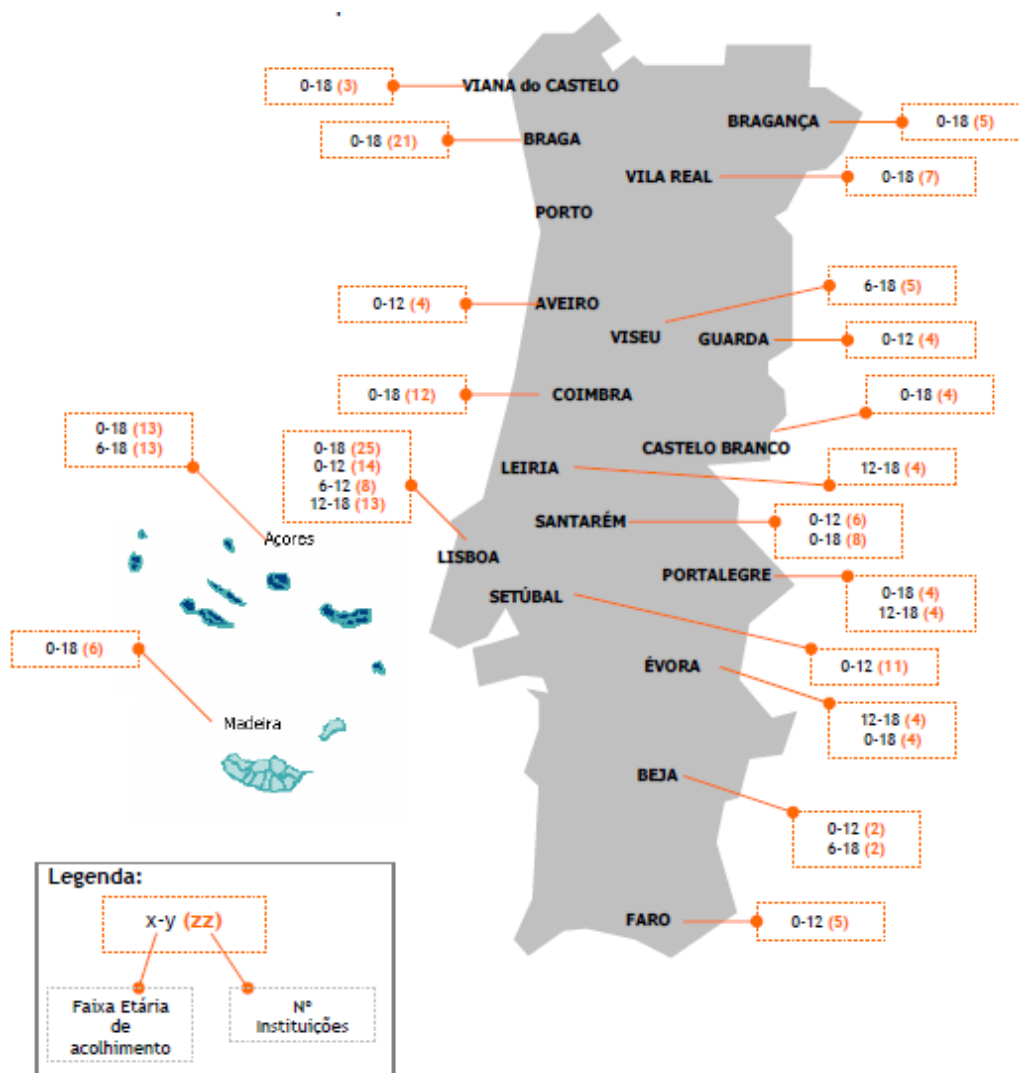 0-18 (3)
VIANA do CASTELO
BRAGANÇA
0-18 (5)
0-18 (21)
BRAGA
VILA REAL
0-18 (7)
PORTO
6-18 (5)
0-12 (4)
AVEIRO
VISEU
GUARDA
0-12 (4)
0-18 (12)
COIMBRA
0-18 (4)
CASTELO BRANCO
0-18 (13)
6-18 (13)
0-18 (25)
0-12 (14)
6-12 (8)
12-18 (13)
LEIRIA
12-18 (4)
SANTARÉM
0-12 (6)
0-18 (8)
Açores
LISBOA
PORTALEGRE
0-18 (4)
12-18 (4)
SETÚBAL
0-12 (11)
0-18 (6)
ÉVORA
12-18 (4)
0-18 (4)
Madeira
BEJA
0-12 (2)
6-18 (2)
FARO
0-12 (5)
Legenda:
x-y (zz)
Faixa Etária
de
acolhimento
Nº
Instituições